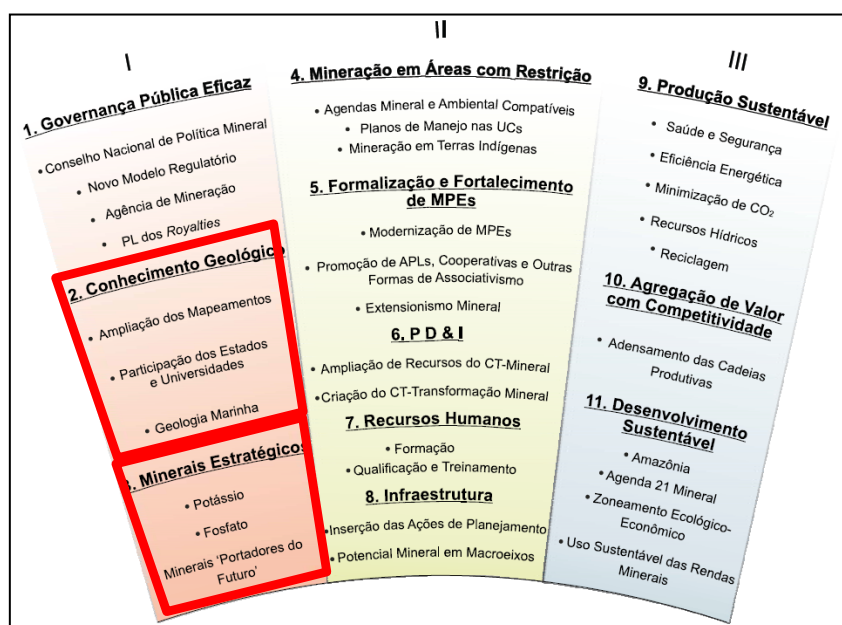 I
1. Governança Pública Eficaz
• Conselho Nacional de Política Mineral
• Novo Modelo Regulatório
• Agência de Mineração
• PL dos Royalties
2. Conhecimento Geológico
• Ampliação dos Mapeamentos
• Participação dos Estados
e Universidades
• Geologia Marinha
3. Minerais Estratégicos
• Potássio
• Fosfato
Minerais ‘Portadores do
Futuro’
II
4. Mineração em Áreas com Restrição
• Agendas Mineral e Ambiental Compatíveis
• Planos de Manejo nas UCs
• Mineração em Terras Indígenas
5. Formalização e Fortalecimento
de MPEs
• Modernização de MPEs
• Promoção de APLs, Cooperativas e Outras
Formas de Associativismo
• Extensionismo Mineral
6. P D & I
• Ampliação de Recursos do CT-Mineral
• Criação do CT-Transformação Mineral
7. Recursos Humanos
• Formação
• Qualificação e Treinamento
8. Infraestrutura
• Inserção das Ações de Planejamento
• Potencial Mineral em Macroeixos
III
9. Produção Sustentável
• Saúde e Segurança
• Eficiência Energética
• Minimização de CO₂
• Recursos Hídricos
• Reciclagem
10. Agregação de Valor
com Competitividade
• Adensamento das Cadeias
Produtivas
11. Desenvolvimento
Sustentável
• Amazônia
• Agenda 21 Mineral
• Zoneamento Ecológico-
Econômico
• Uso Sustentável das Rendas
Minerais